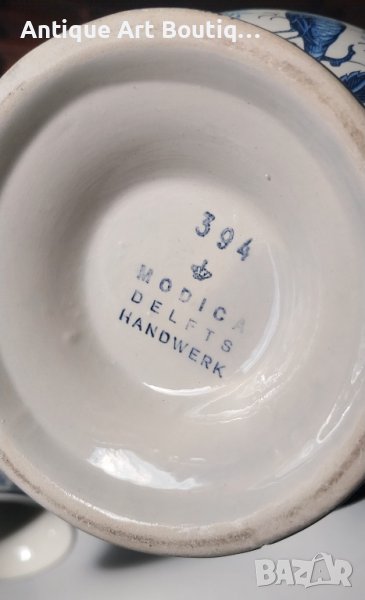 Antique Art Boutiq...
394
MODICA
DELFTS
HANDWERK
BAZAR